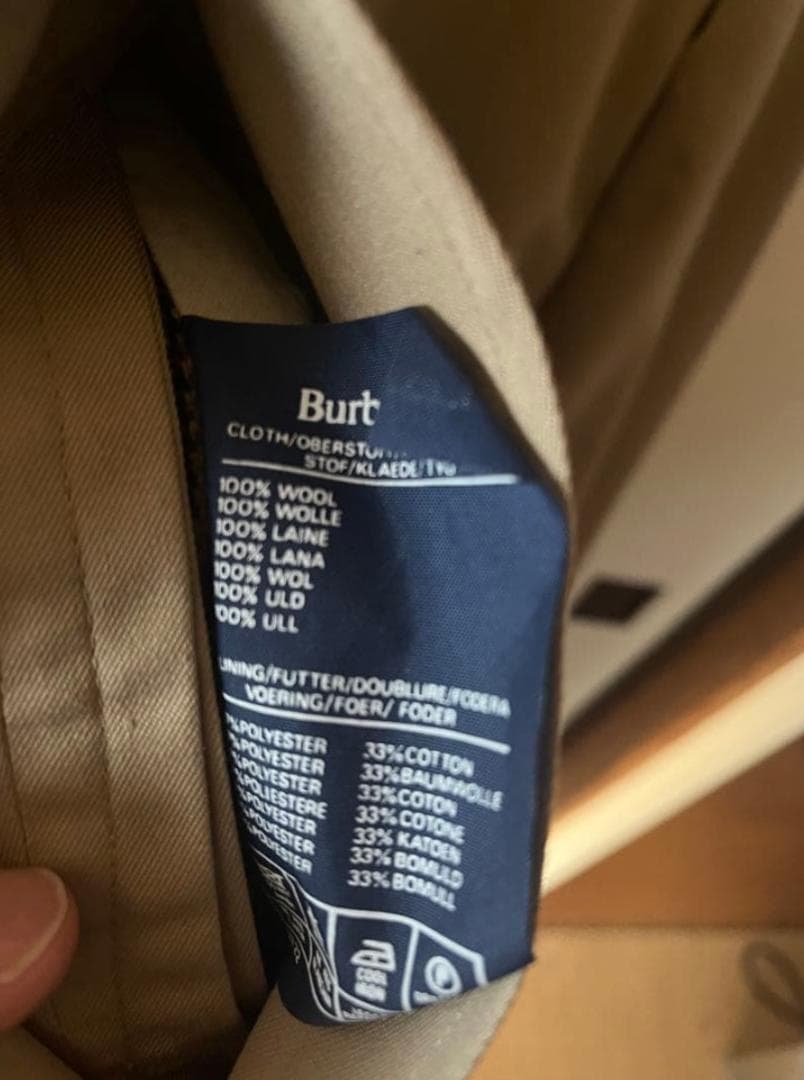 Burt
CLOTH/OBERSTO
STOF/KLAEDE/TYG
100% WOOL
100% WOLLE
100% LAINE
100% LANA
100% WOL
100% ULD
100% ULL
LINING/FUTTER/DOUBLURE/FODERA
VOERING/FOER/ FODER
%POLYESTER 33%COTTON
%POLYESTER 33%BAUMWOLLE
%POLYESTER 33%COTON
%POLIESTERE 33%COTONE
%POLYESTER 33% KATOEN
%POLYESTER 33% BOMULD
%POLYESTER 33% BOMULL
COOL
IRON
P